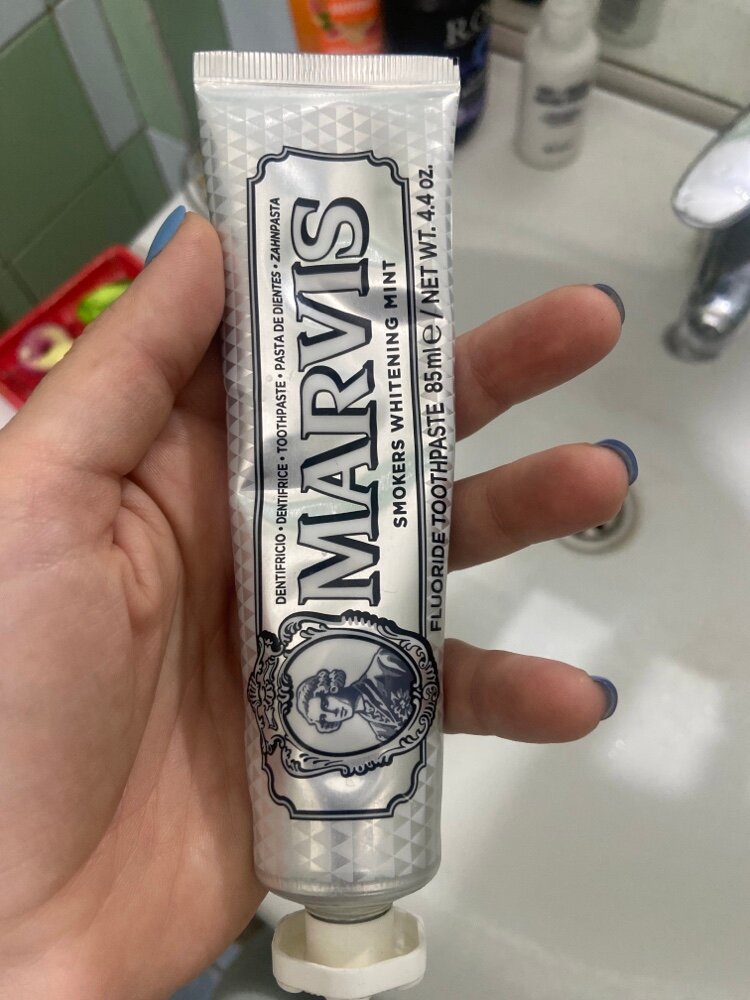 DENTIFRICIO • DENTIFRICE • TOOTHPASTE • PASTA DE DIENTES • ZAHNPASTA
MARVIS
SMOKERS WHITENING MINT
FLUORIDE TOOTHPASTE 85 ml ℮ / NET WT. 4.4 OZ.